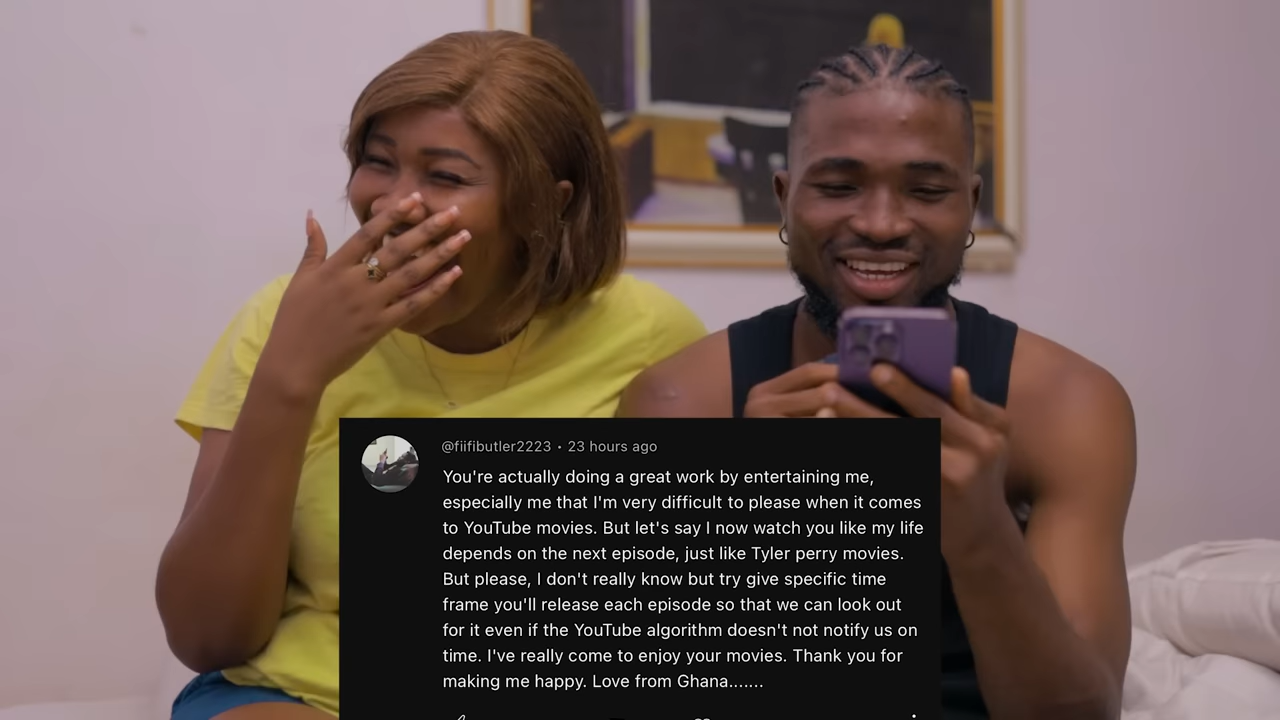 @fiifibutler2223 • 23 hours ago
You're actually doing a great work by entertaining me,
especially me that I'm very difficult to please when it comes
to YouTube movies. But let's say I now watch you like my life
depends on the next episode, just like Tyler perry movies.
But please, I don't really know but try give specific time
frame you'll release each episode so that we can look out
for it even if the YouTube algorithm doesn't not notify us on
time. I've really come to enjoy your movies. Thank you for
making me happy. Love from Ghana.......